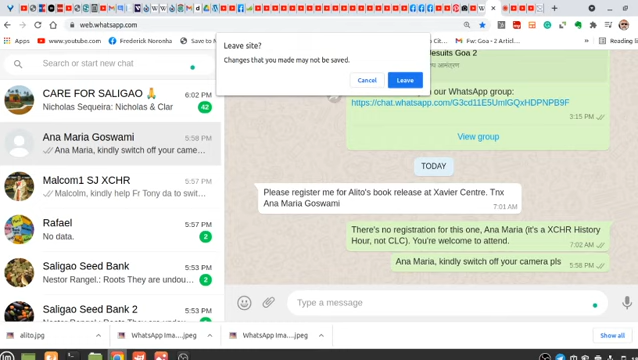 web.whatsapp.com
Apps
www.youtube.com
Frederick Noronha
Save to M
Fw: Goa - 2 Articl...
Reading list
Leave site?
Changes that you made may not be saved.
Cancel
Leave
Search or start new chat
CARE FOR SALIGAO 🙏
6:02 PM
Nicholas Sequeira: Nicholas & Clar
42
Ana Maria Goswami
5:58 PM
Ana Maria, kindly switch off your came...
Malcom1 SJ XCHR
5:57 PM
Malcolm, kindly help Fr Tony da to swit...
Rafael
5:57 PM
No data.
2
Saligao Seed Bank
5:53 PM
Nestor Rangel.: Roots They are undou...
2
Saligao Seed Bank 2
5:53 PM
Jesuits Goa 2
आमंत्रण
our WhatsApp group:
https://chat.whatsapp.com/G3cd11E5UmlGQxHDPNPB9F
3:15 PM
View group
TODAY
Please register me for Alito's book release at Xavier Centre. Tnx
Ana Maria Goswami
7:01 AM
There's no registration for this one, Ana Maria (it's a XCHR History
Hour, not CLC). You're welcome to attend.
7:02 AM
Ana Maria, kindly switch off your camera pls
5:58 PM
Type a message
alito.jpg
WhatsApp Ima....jpeg
WhatsApp Ima....jpeg
Show all